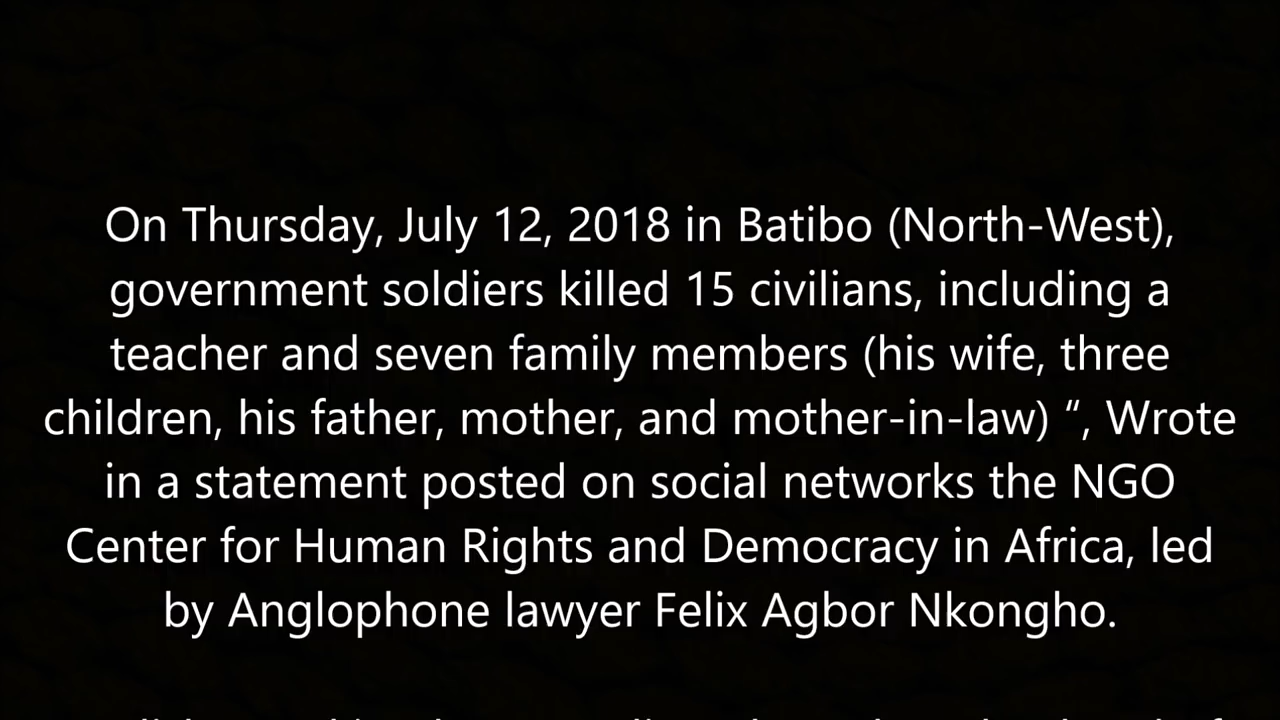 On Thursday, July 12, 2018 in Batibo (North-West),
government soldiers killed 15 civilians, including a
teacher and seven family members (his wife, three
children, his father, mother, and mother-in-law) “, Wrote
in a statement posted on social networks the NGO
Center for Human Rights and Democracy in Africa, led
by Anglophone lawyer Felix Agbor Nkongho.